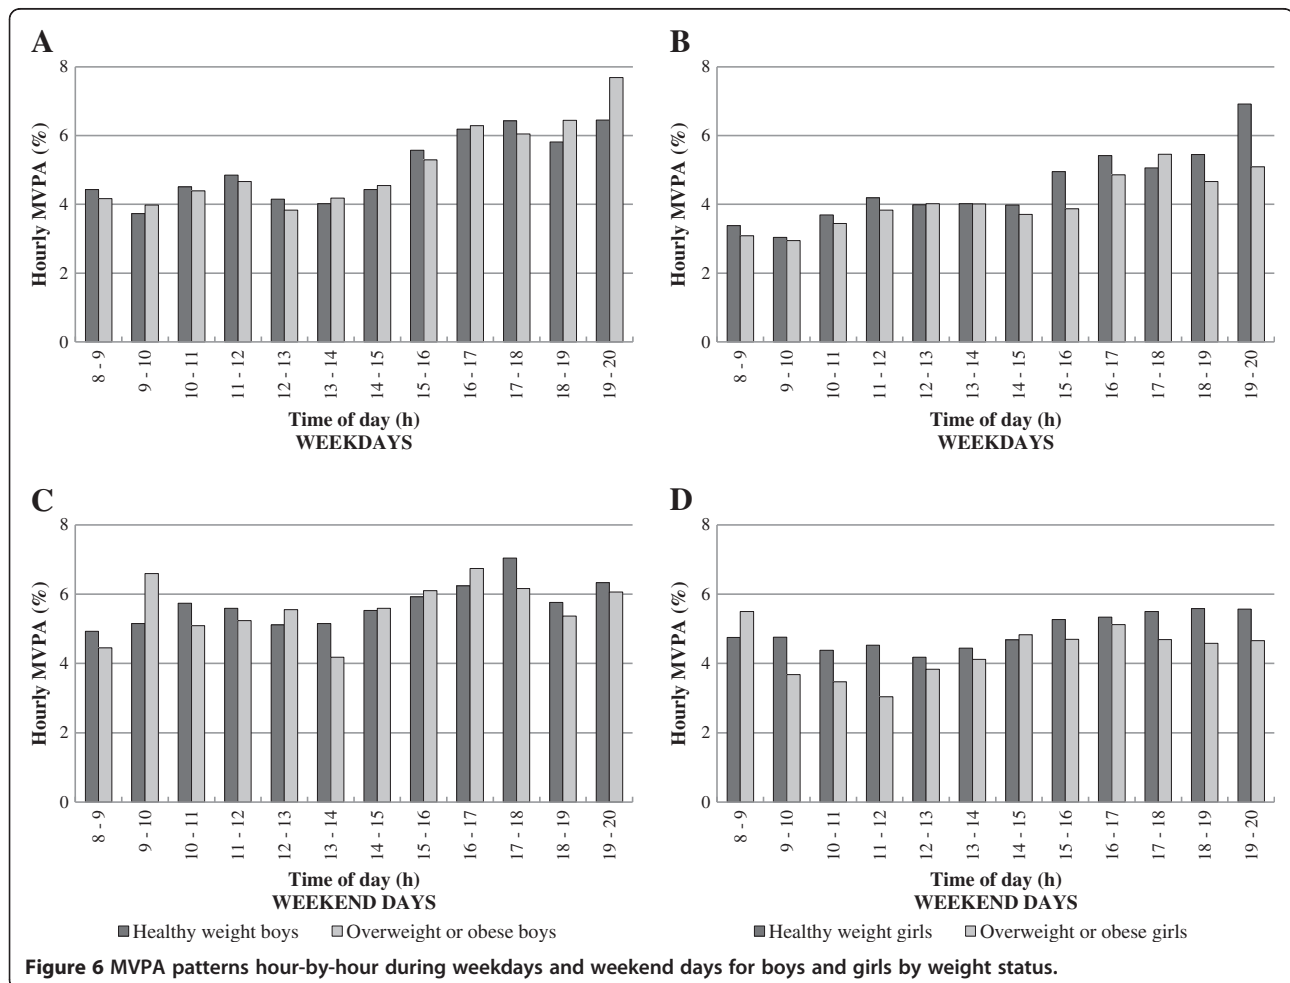 A
Hourly MVPA (%)
8
6
4
2
0
8 - 9
9 - 10
10 - 11
11 - 12
12 - 13
13 - 14
14 - 15
15 - 16
16 - 17
17 - 18
18 - 19
19 - 20
Time of day (h)
WEEKDAYS
B
Hourly MVPA (%)
8
6
4
2
0
8 - 9
9 - 10
10 - 11
11 - 12
12 - 13
13 - 14
14 - 15
15 - 16
16 - 17
17 - 18
18 - 19
19 - 20
Time of day (h)
WEEKDAYS
C
Hourly MVPA (%)
8
6
4
2
0
8 - 9
9 - 10
10 - 11
11 - 12
12 - 13
13 - 14
14 - 15
15 - 16
16 - 17
17 - 18
18 - 19
19 - 20
Time of day (h)
WEEKEND DAYS
Healthy weight boys
Overweight or obese boys
D
Hourly MVPA (%)
8
6
4
2
0
8 - 9
9 - 10
10 - 11
11 - 12
12 - 13
13 - 14
14 - 15
15 - 16
16 - 17
17 - 18
18 - 19
19 - 20
Time of day (h)
WEEKEND DAYS
Healthy weight girls
Overweight or obese girls
Figure 6 MVPA patterns hour-by-hour during weekdays and weekend days for boys and girls by weight status.